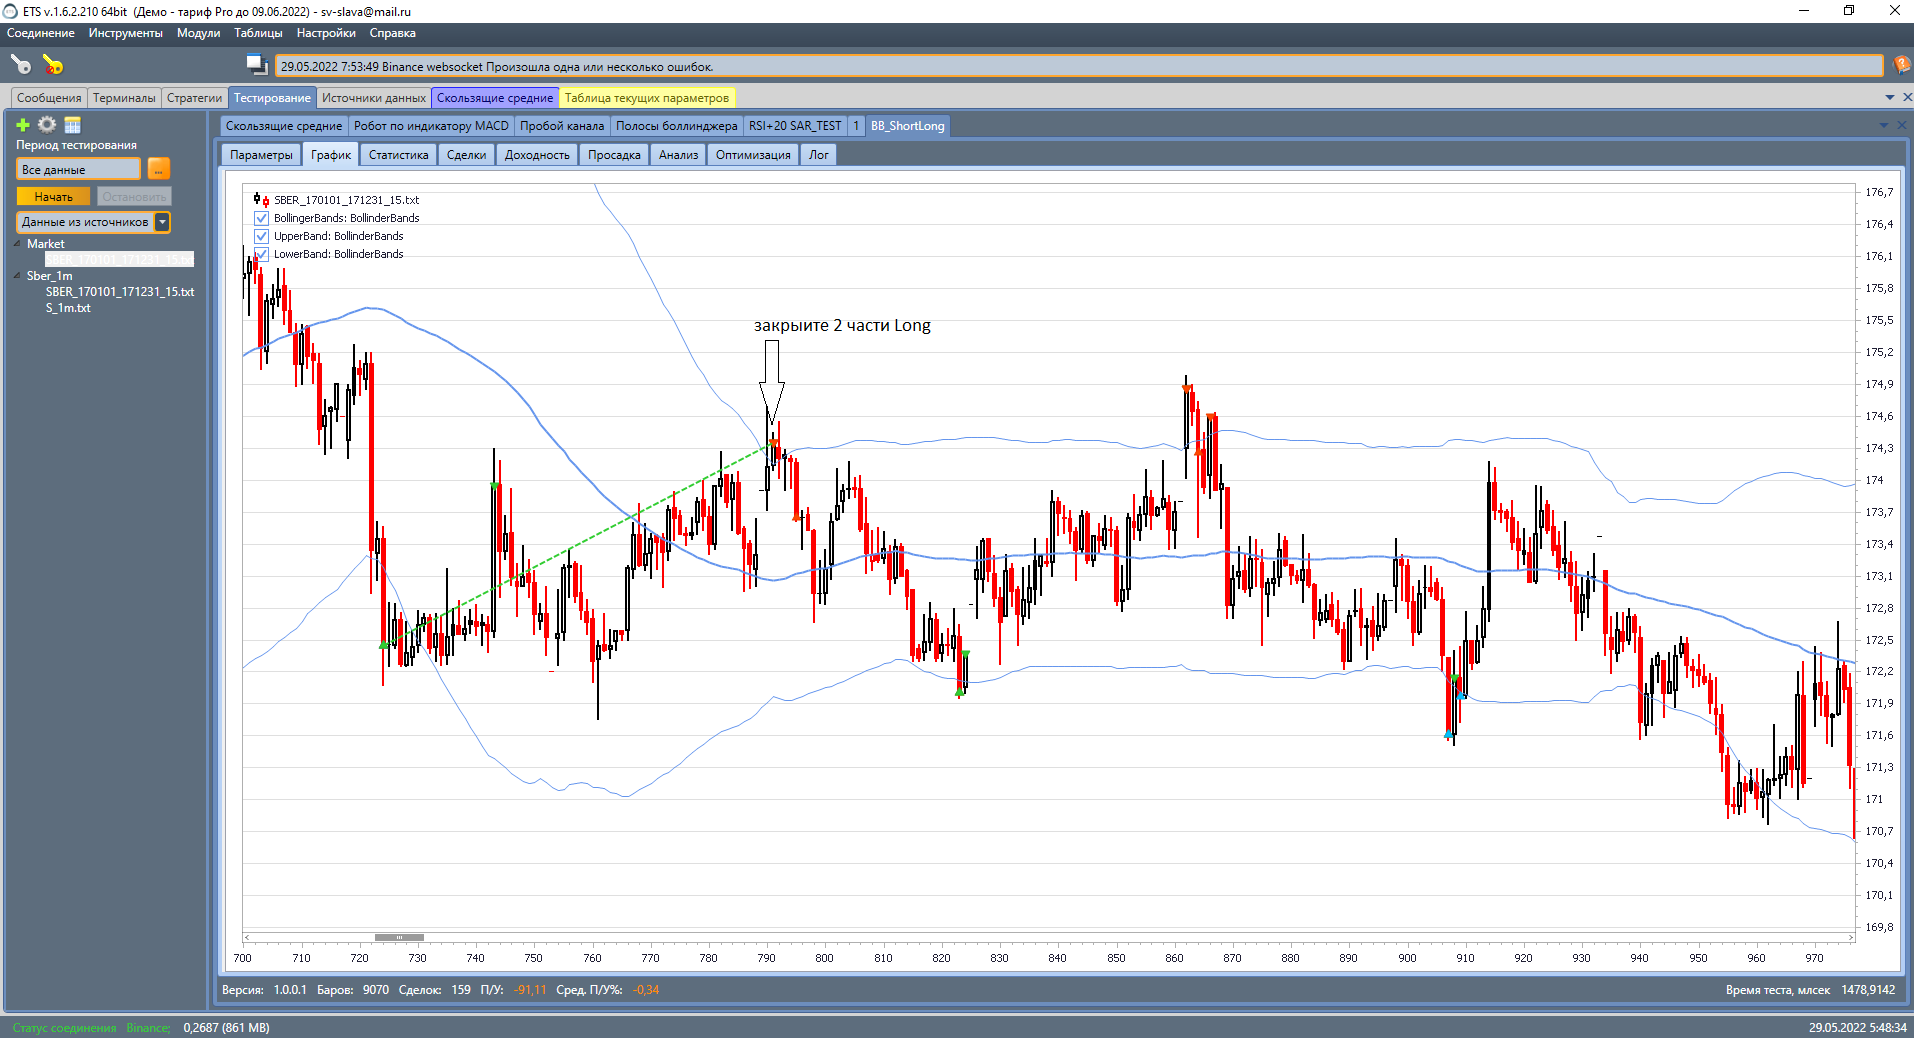 ETS v.1.6.2.210 64bit (Демо - тариф Pro до 09.06.2022) - sv-slava@mail.ru
Соединение Инструменты Модули Таблицы Настройки Справка
29.05.2022 7:53:49 Binance websocket Произошла одна или несколько ошибок.
Сообщения Терминалы Стратегии Тестирование Источники данных Скользящие средние Таблица текущих параметров
Скользящие средние Робот по индикатору MACD Пробой канала Полосы боллинджера RSI+20 SAR_TEST 1 BB_ShortLong
Параметры График Статистика Сделки Доходность Просадка Анализ Оптимизация Лог
Период тестирования
Все данные ...
Начать Остановить
Данные из источников
Market
SBER_170101_171231_15.txt
Sber_1m
SBER_170101_171231_15.txt
S_1m.txt
SBER_170101_171231_15.txt
BollingerBands: BollinderBands
UpperBand: BollinderBands
LowerBand: BollinderBands
закрыите 2 части Long
176,7
176,4
176,1
175,8
175,5
175,2
174,9
174,6
174,3
174
173,7
173,4
173,1
172,8
172,5
172,2
171,9
171,6
171,3
171
170,7
170,4
170,1
169,8
700 710 720 730 740 750 760 770 780 790 800 810 820 830 840 850 860 870 880 890 900 910 920 930 940 950 960 970
Версия: 1.0.0.1 Баров: 9070 Сделок: 159 П/У: -91,11 Сред. П/У%: -0,34
Время теста, млсек 1478,9142
Статус соединения Binance; 0,2687 (861 MB)
29.05.2022 5:48:34